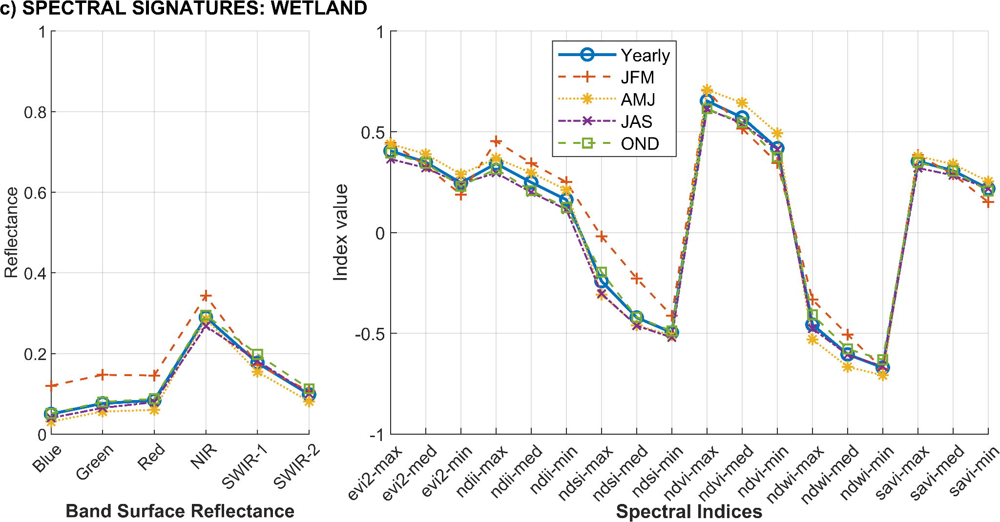 c) SPECTRAL SIGNATURES: WETLAND
1
0.8
0.6
0.4
0.2
0
Reflectance
Blue
Green
Red
NIR
SWIR-1
SWIR-2
Band Surface Reflectance
1
0.5
0
-0.5
-1
Index value
Yearly
JFM
AMJ
JAS
OND
evi2-max
evi2-med
evi2-min
ndii-max
ndii-med
ndii-min
ndsi-max
ndsi-med
ndsi-min
ndvi-max
ndvi-med
ndvi-min
ndwi-max
ndwi-med
ndwi-min
savi-max
savi-med
savi-min
Spectral Indices